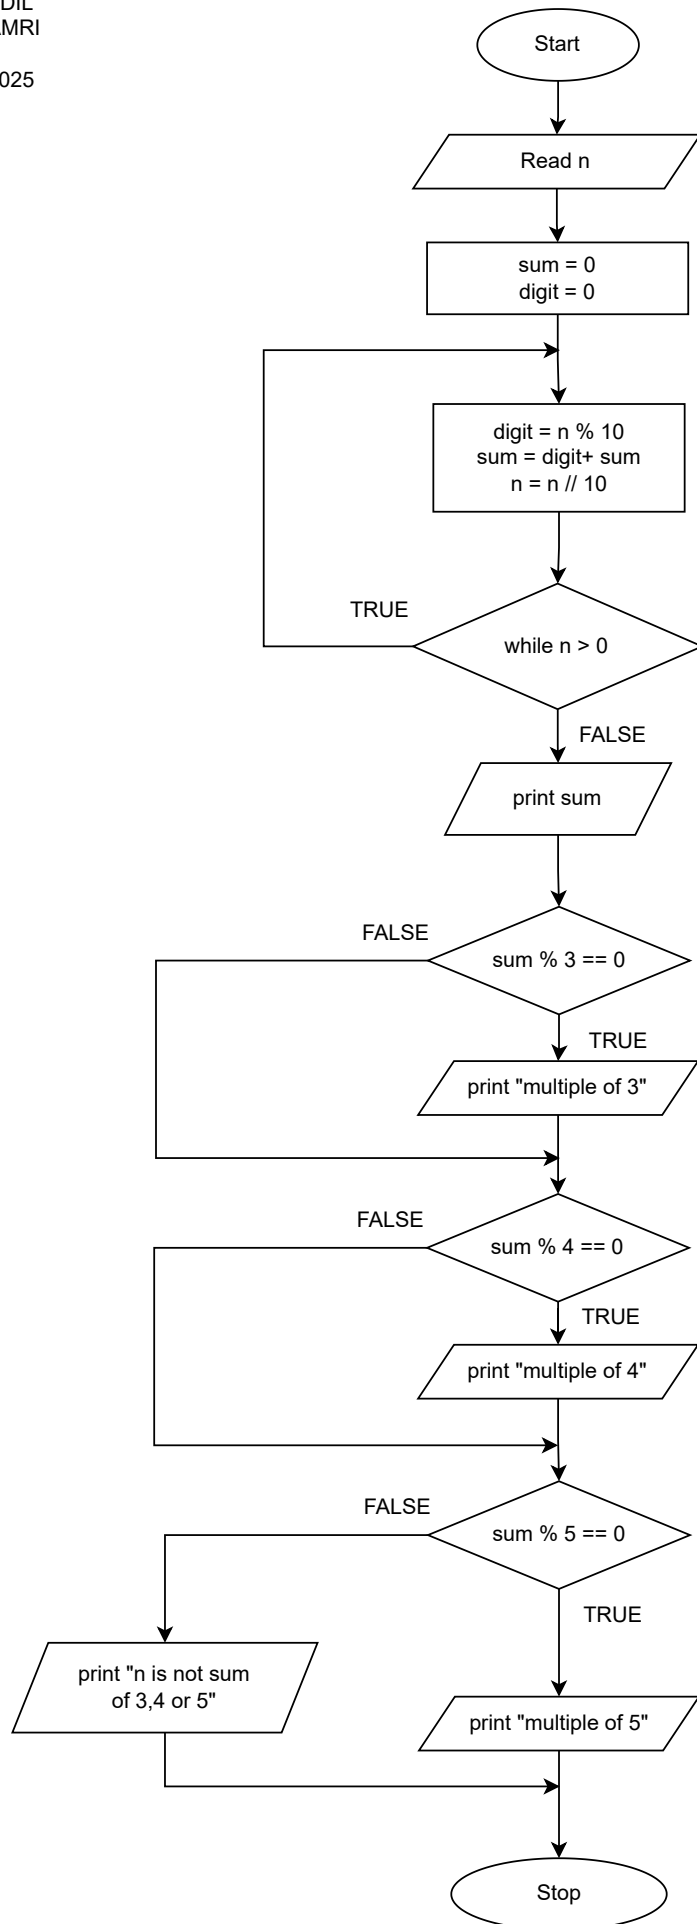 DIL
AMRI
025
Start
Read n
sum = 0
digit = 0
digit = n % 10
sum = digit+ sum
n = n // 10
TRUE
while n > 0
FALSE
print sum
FALSE
sum % 3 == 0
TRUE
print "multiple of 3"
FALSE
sum % 4 == 0
TRUE
print "multiple of 4"
FALSE
sum % 5 == 0
TRUE
print "n is not sum
of 3,4 or 5"
print "multiple of 5"
Stop